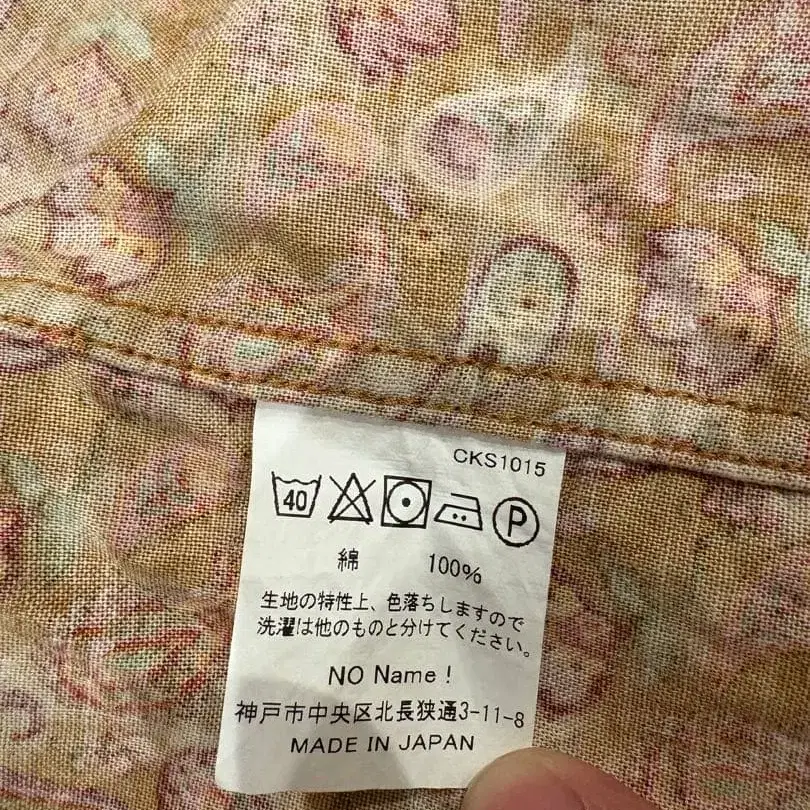 CKS1015
40 P
綿 100%
生地の特性上、色落ちしますので
洗濯は他のものと分けてください。
NO Name !
神戸市中央区北長狭通3-11-8
MADE IN JAPAN